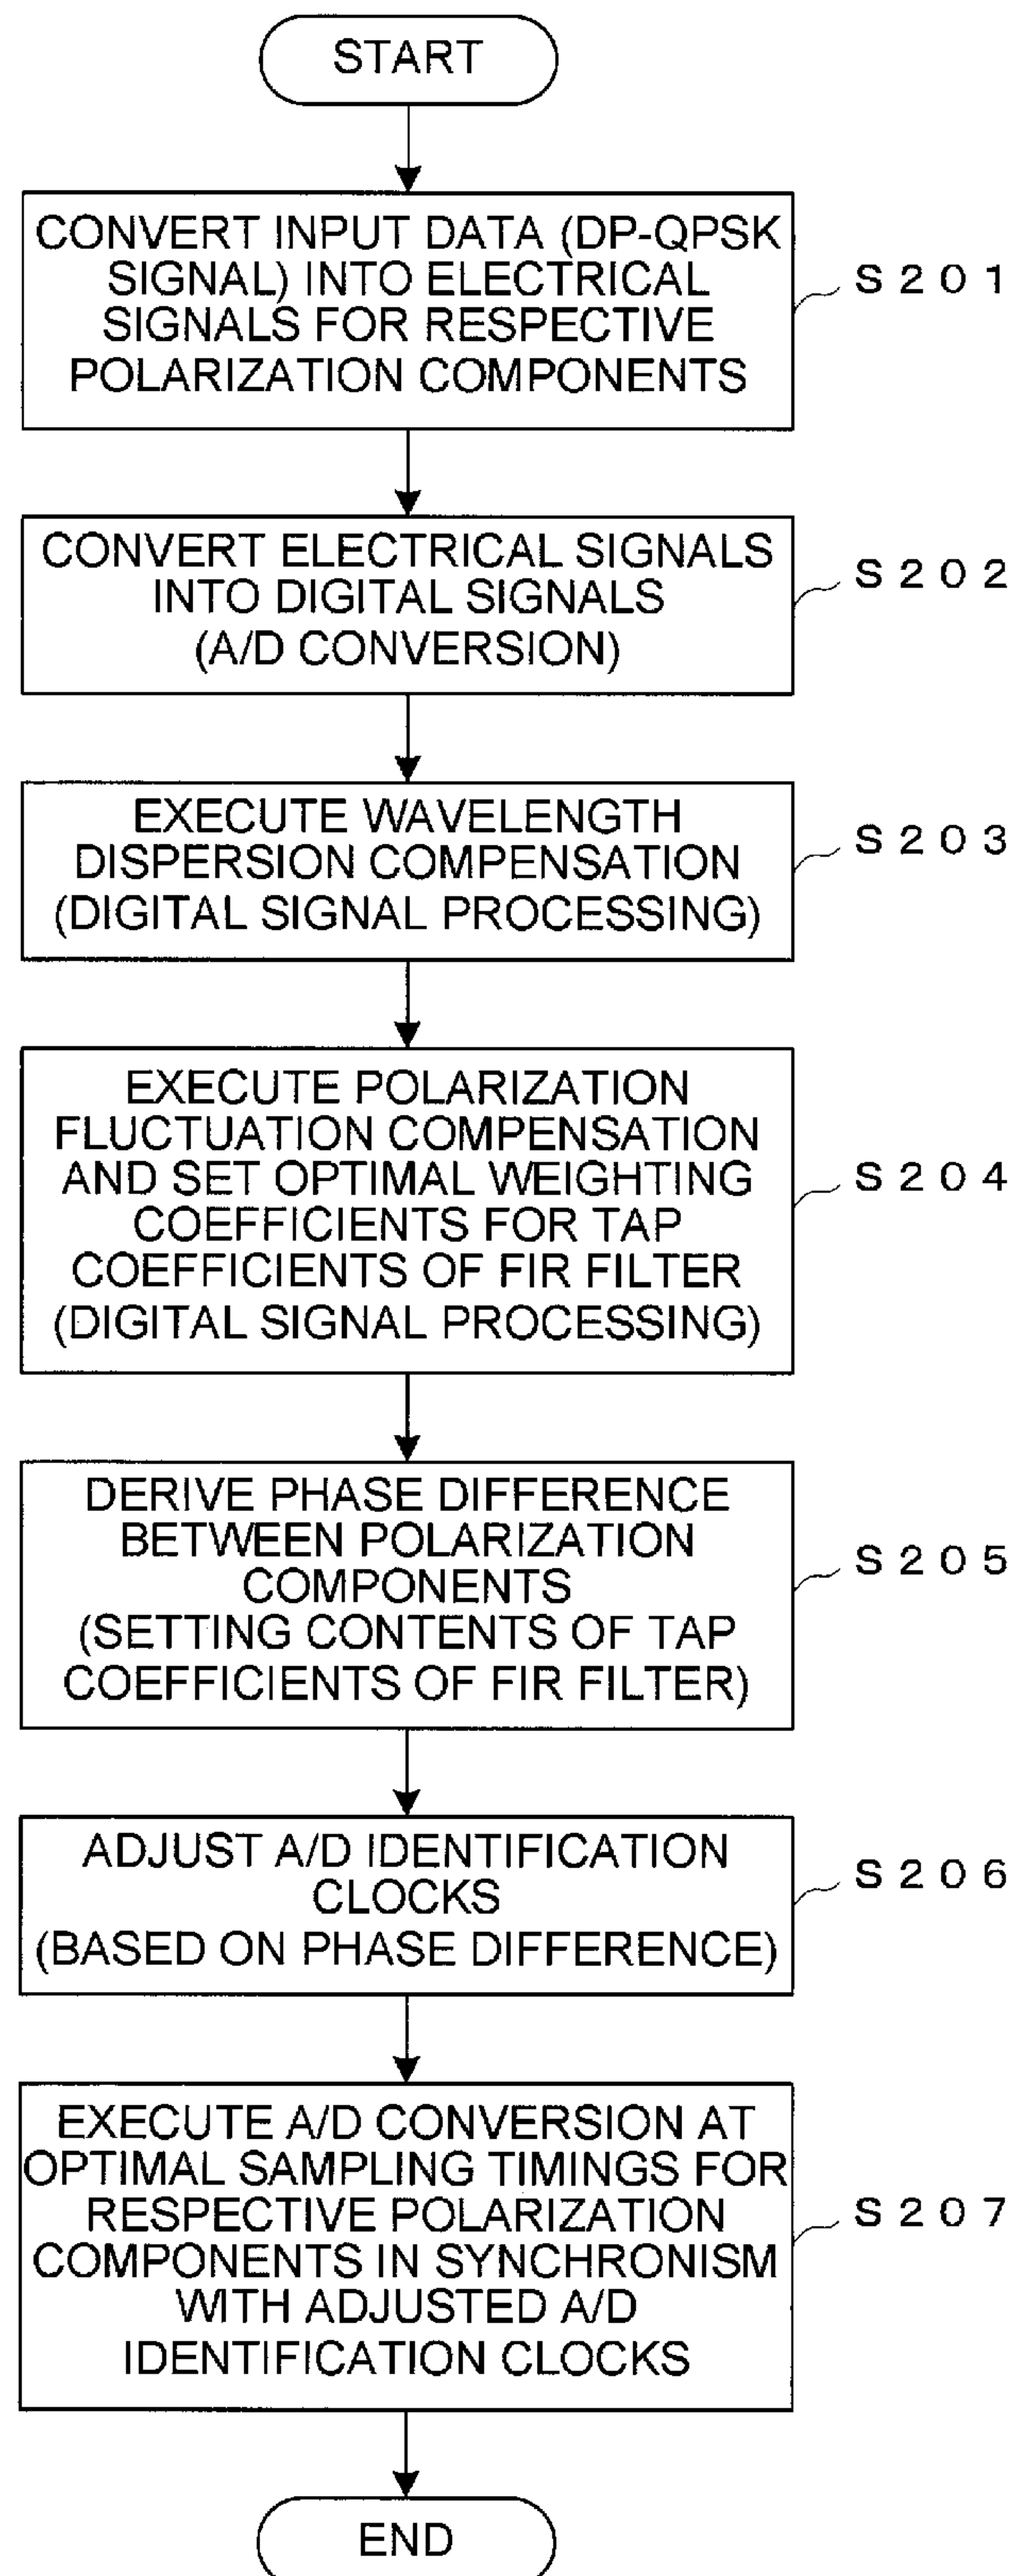 START
CONVERT INPUT DATA (DP-QPSK
SIGNAL) INTO ELECTRICAL
SIGNALS FOR RESPECTIVE
POLARIZATION COMPONENTS
S201
CONVERT ELECTRICAL SIGNALS
INTO DIGITAL SIGNALS
(A/D CONVERSION)
S202
EXECUTE WAVELENGTH
DISPERSION COMPENSATION
(DIGITAL SIGNAL PROCESSING)
S203
EXECUTE POLARIZATION
FLUCTUATION COMPENSATION
AND SET OPTIMAL WEIGHTING
COEFFICIENTS FOR TAP
COEFFICIENTS OF FIR FILTER
(DIGITAL SIGNAL PROCESSING)
S204
DERIVE PHASE DIFFERENCE
BETWEEN POLARIZATION
COMPONENTS
(SETTING CONTENTS OF TAP
COEFFICIENTS OF FIR FILTER)
S205
ADJUST A/D IDENTIFICATION
CLOCKS
(BASED ON PHASE DIFFERENCE)
S206
EXECUTE A/D CONVERSION AT
OPTIMAL SAMPLING TIMINGS FOR
RESPECTIVE POLARIZATION
COMPONENTS IN SYNCHRONISM
WITH ADJUSTED A/D
IDENTIFICATION CLOCKS
S207
END